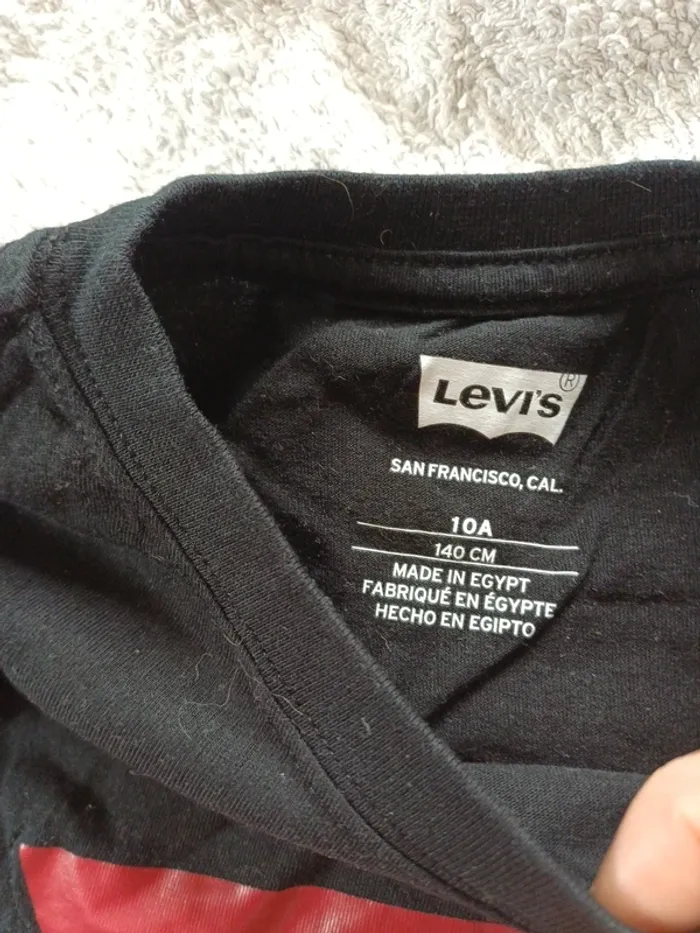 Levi's®
SAN FRANCISCO, CAL.
10A
140 CM
MADE IN EGYPT
FABRIQUÉ EN ÉGYPTE
HECHO EN EGIPTO